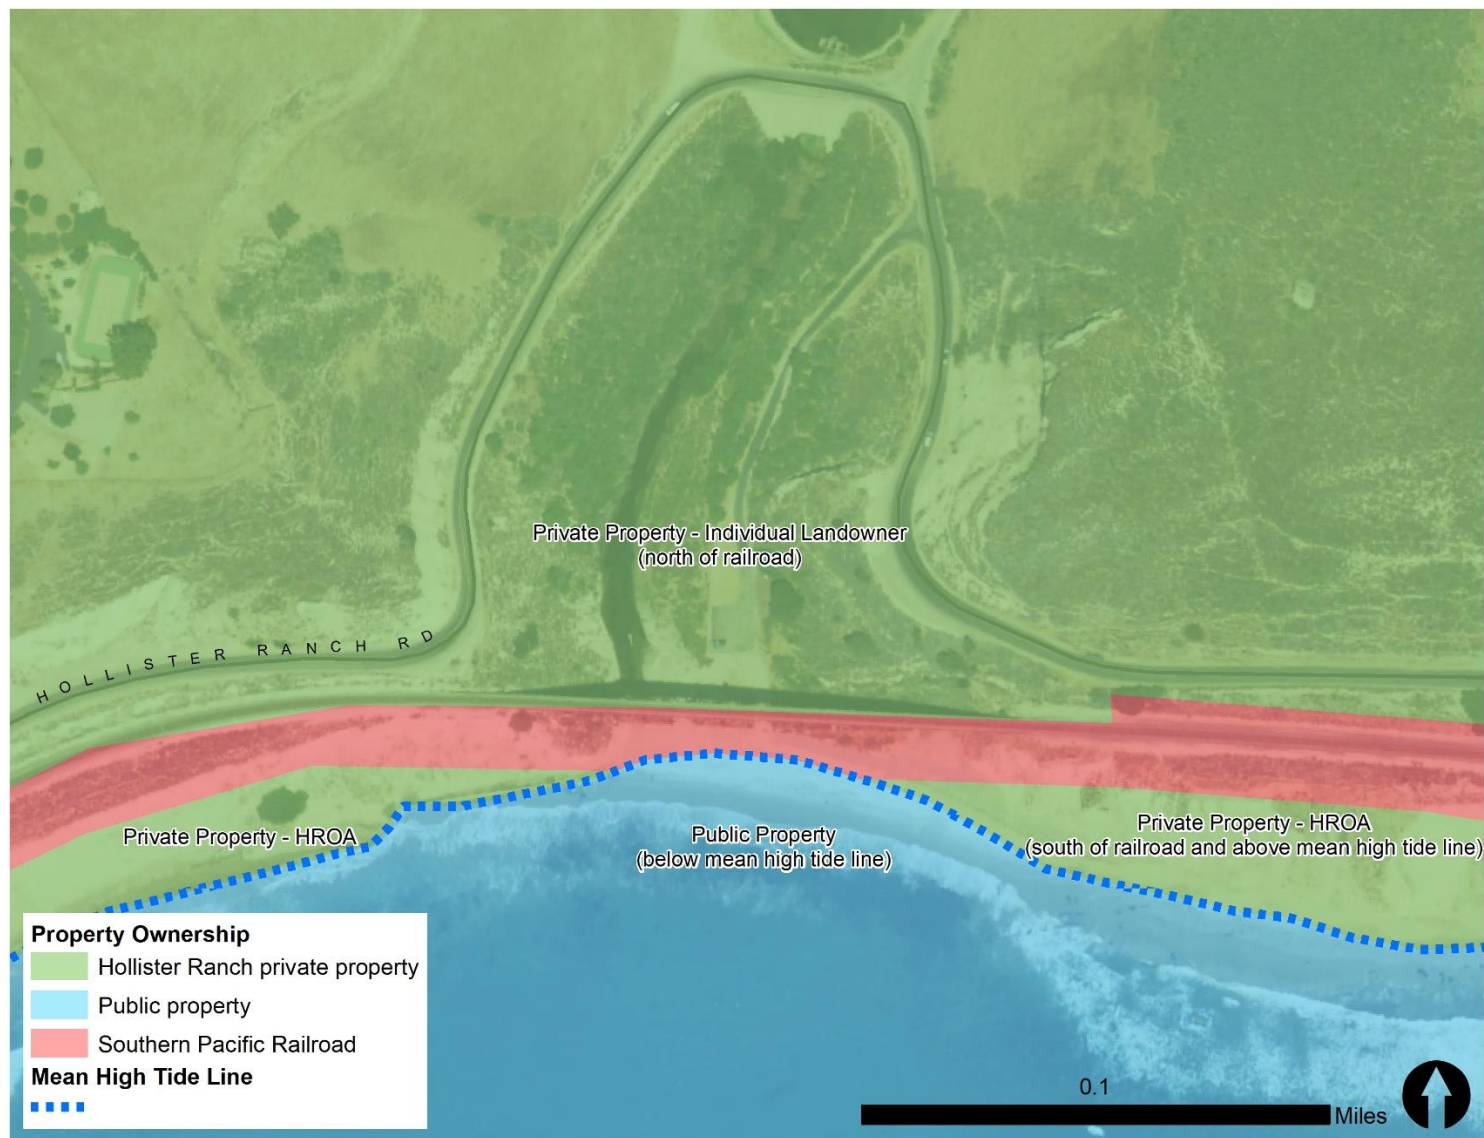 Private Property - Individual Landowner
(north of railroad)
HOLLISTER RANCH RD
Private Property - HROA
Public Property
(below mean high tide line)
Private Property - HROA
(south of railroad and above mean high tide line)
Property Ownership
Hollister Ranch private property
Public property
Southern Pacific Railroad
Mean High Tide Line
0.1
Miles